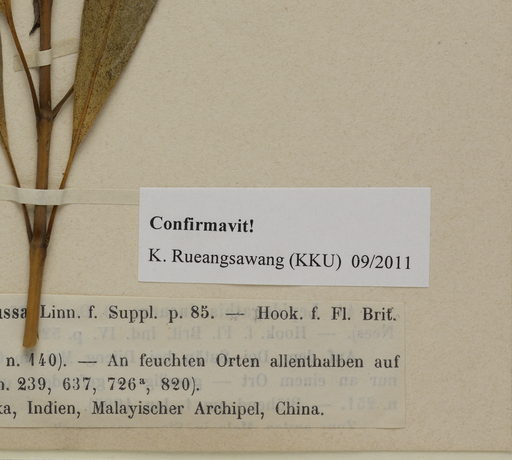 Confirmavit!
K. Rueangsawang (KKU) 09/2011
ussa Linn. f. Suppl. p. 85. — Hook. f. Fl. Brit.
n. 140). — An feuchten Orten allenthalben auf
n. 239, 637, 726ᵃ, 820).
ka, Indien, Malayischer Archipel, China.